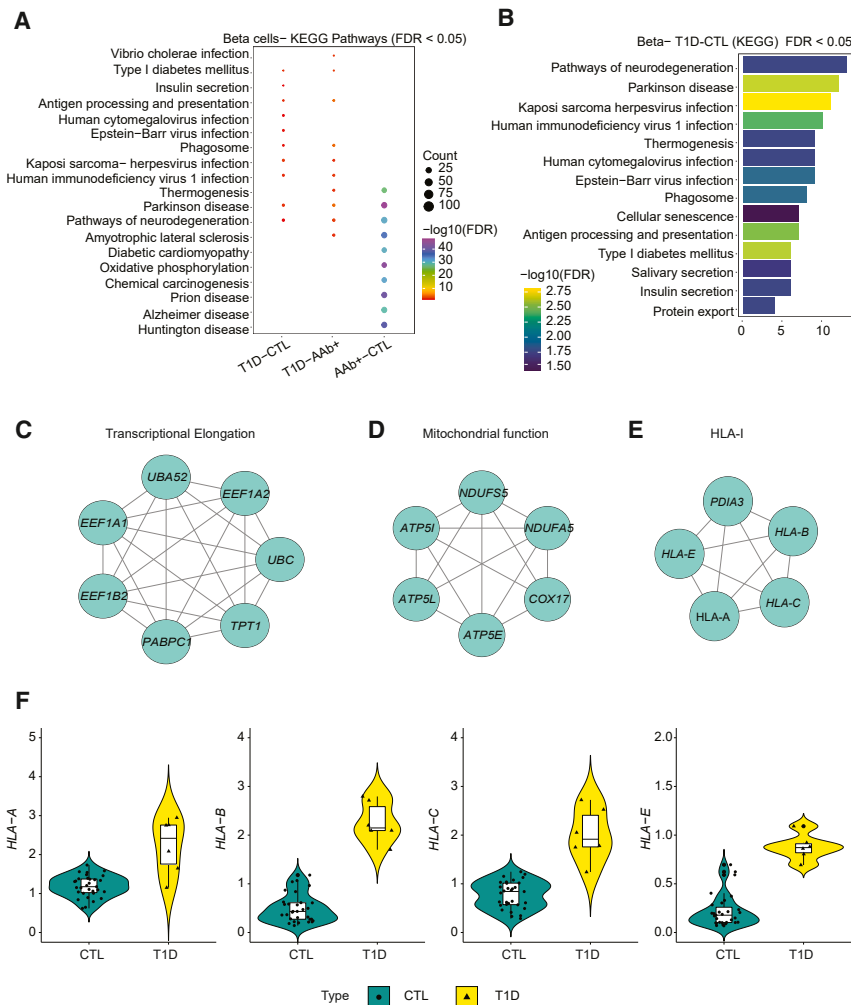 A
Beta cells− KEGG Pathways (FDR < 0.05)
Vibrio cholerae infection
Type I diabetes mellitus
Insulin secretion
Antigen processing and presentation
Human cytomegalovirus infection
Epstein−Barr virus infection
Phagosome
Kaposi sarcoma− herpesvirus infection
Human immunodeficiency virus 1 infection
Thermogenesis
Parkinson disease
Pathways of neurodegeneration
Amyotrophic lateral sclerosis
Diabetic cardiomyopathy
Oxidative phosphorylation
Chemical carcinogenesis
Prion disease
Alzheimer disease
Huntington disease
T1D−CTL
T1D−AAb+
AAb+−CTL
Count
25
50
75
100
−log10(FDR)
40
30
20
10
B
Beta− T1D-CTL (KEGG) FDR < 0.05
Pathways of neurodegeneration
Parkinson disease
Kaposi sarcoma herpesvirus infection
Human immunodeficiency virus 1 infection
Thermogenesis
Human cytomegalovirus infection
Epstein−Barr virus infection
Phagosome
Cellular senescence
Antigen processing and presentation
Type I diabetes mellitus
Salivary secretion
Insulin secretion
Protein export
0 5 10
−log10(FDR)
2.75
2.50
2.25
2.00
1.75
1.50
C
Transcriptional Elongation
UBA52
EEF1A2
EEF1A1
UBC
EEF1B2
TPT1
PABPC1
D
Mitochondrial function
NDUFS5
ATP5I
NDUFA5
ATP5L
COX17
ATP5E
E
HLA-I
PDIA3
HLA-B
HLA-E
HLA-C
HLA-A
F
HLA−A
5
4
3
2
1
0
CTL T1D
HLA−B
4
3
2
1
0
CTL T1D
HLA−C
4
3
2
1
0
CTL T1D
HLA−E
2.0
1.5
1.0
0.5
0.0
CTL T1D
Type CTL T1D